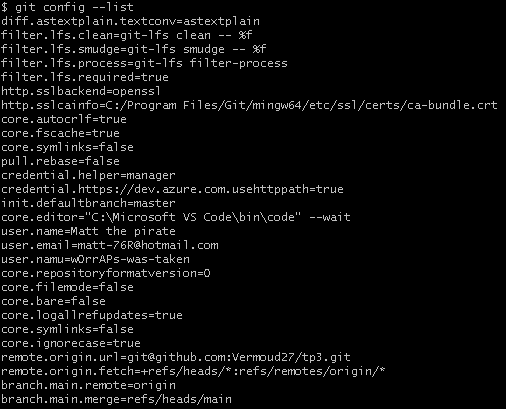 $ git config --list
diff.astextplain.textconv=astextplain
filter.lfs.clean=git-lfs clean -- %f
filter.lfs.smudge=git-lfs smudge -- %f
filter.lfs.process=git-lfs filter-process
filter.lfs.required=true
http.sslbackend=openssl
http.sslcainfo=C:/Program Files/Git/mingw64/etc/ssl/certs/ca-bundle.crt
core.autocrlf=true
core.fscache=true
core.symlinks=false
pull.rebase=false
credential.helper=manager
credential.https://dev.azure.com.usehttppath=true
init.defaultbranch=master
core.editor="C:\Microsoft VS Code\bin\code" --wait
user.name=Matt the pirate
user.email=matt-76R@hotmail.com
user.namu=wOrrAPs-was-taken
core.repositoryformatversion=0
core.filemode=false
core.bare=false
core.logallrefupdates=true
core.symlinks=false
core.ignorecase=true
remote.origin.url=git@github.com:Vermoud27/tp3.git
remote.origin.fetch=+refs/heads/*:refs/remotes/origin/*
branch.main.remote=origin
branch.main.merge=refs/heads/main